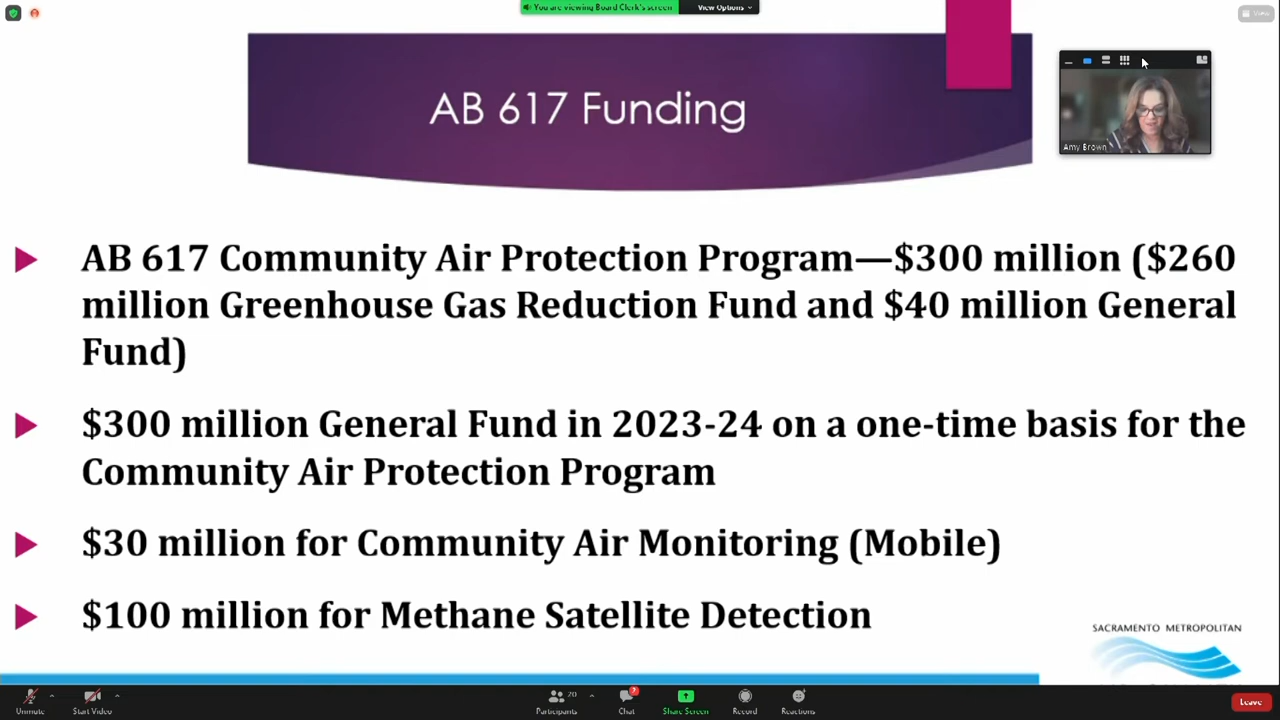 You are viewing Board Clerk's screen
View Options
View
AB 617 Funding
Amy Brown
AB 617 Community Air Protection Program—$300 million ($260
million Greenhouse Gas Reduction Fund and $40 million General
Fund)
$300 million General Fund in 2023-24 on a one-time basis for the
Community Air Protection Program
$30 million for Community Air Monitoring (Mobile)
$100 million for Methane Satellite Detection
SACRAMENTO METROPOLITAN
Unmute
Start Video
20
Participants
Chat
Share Screen
Record
Reactions
Leave